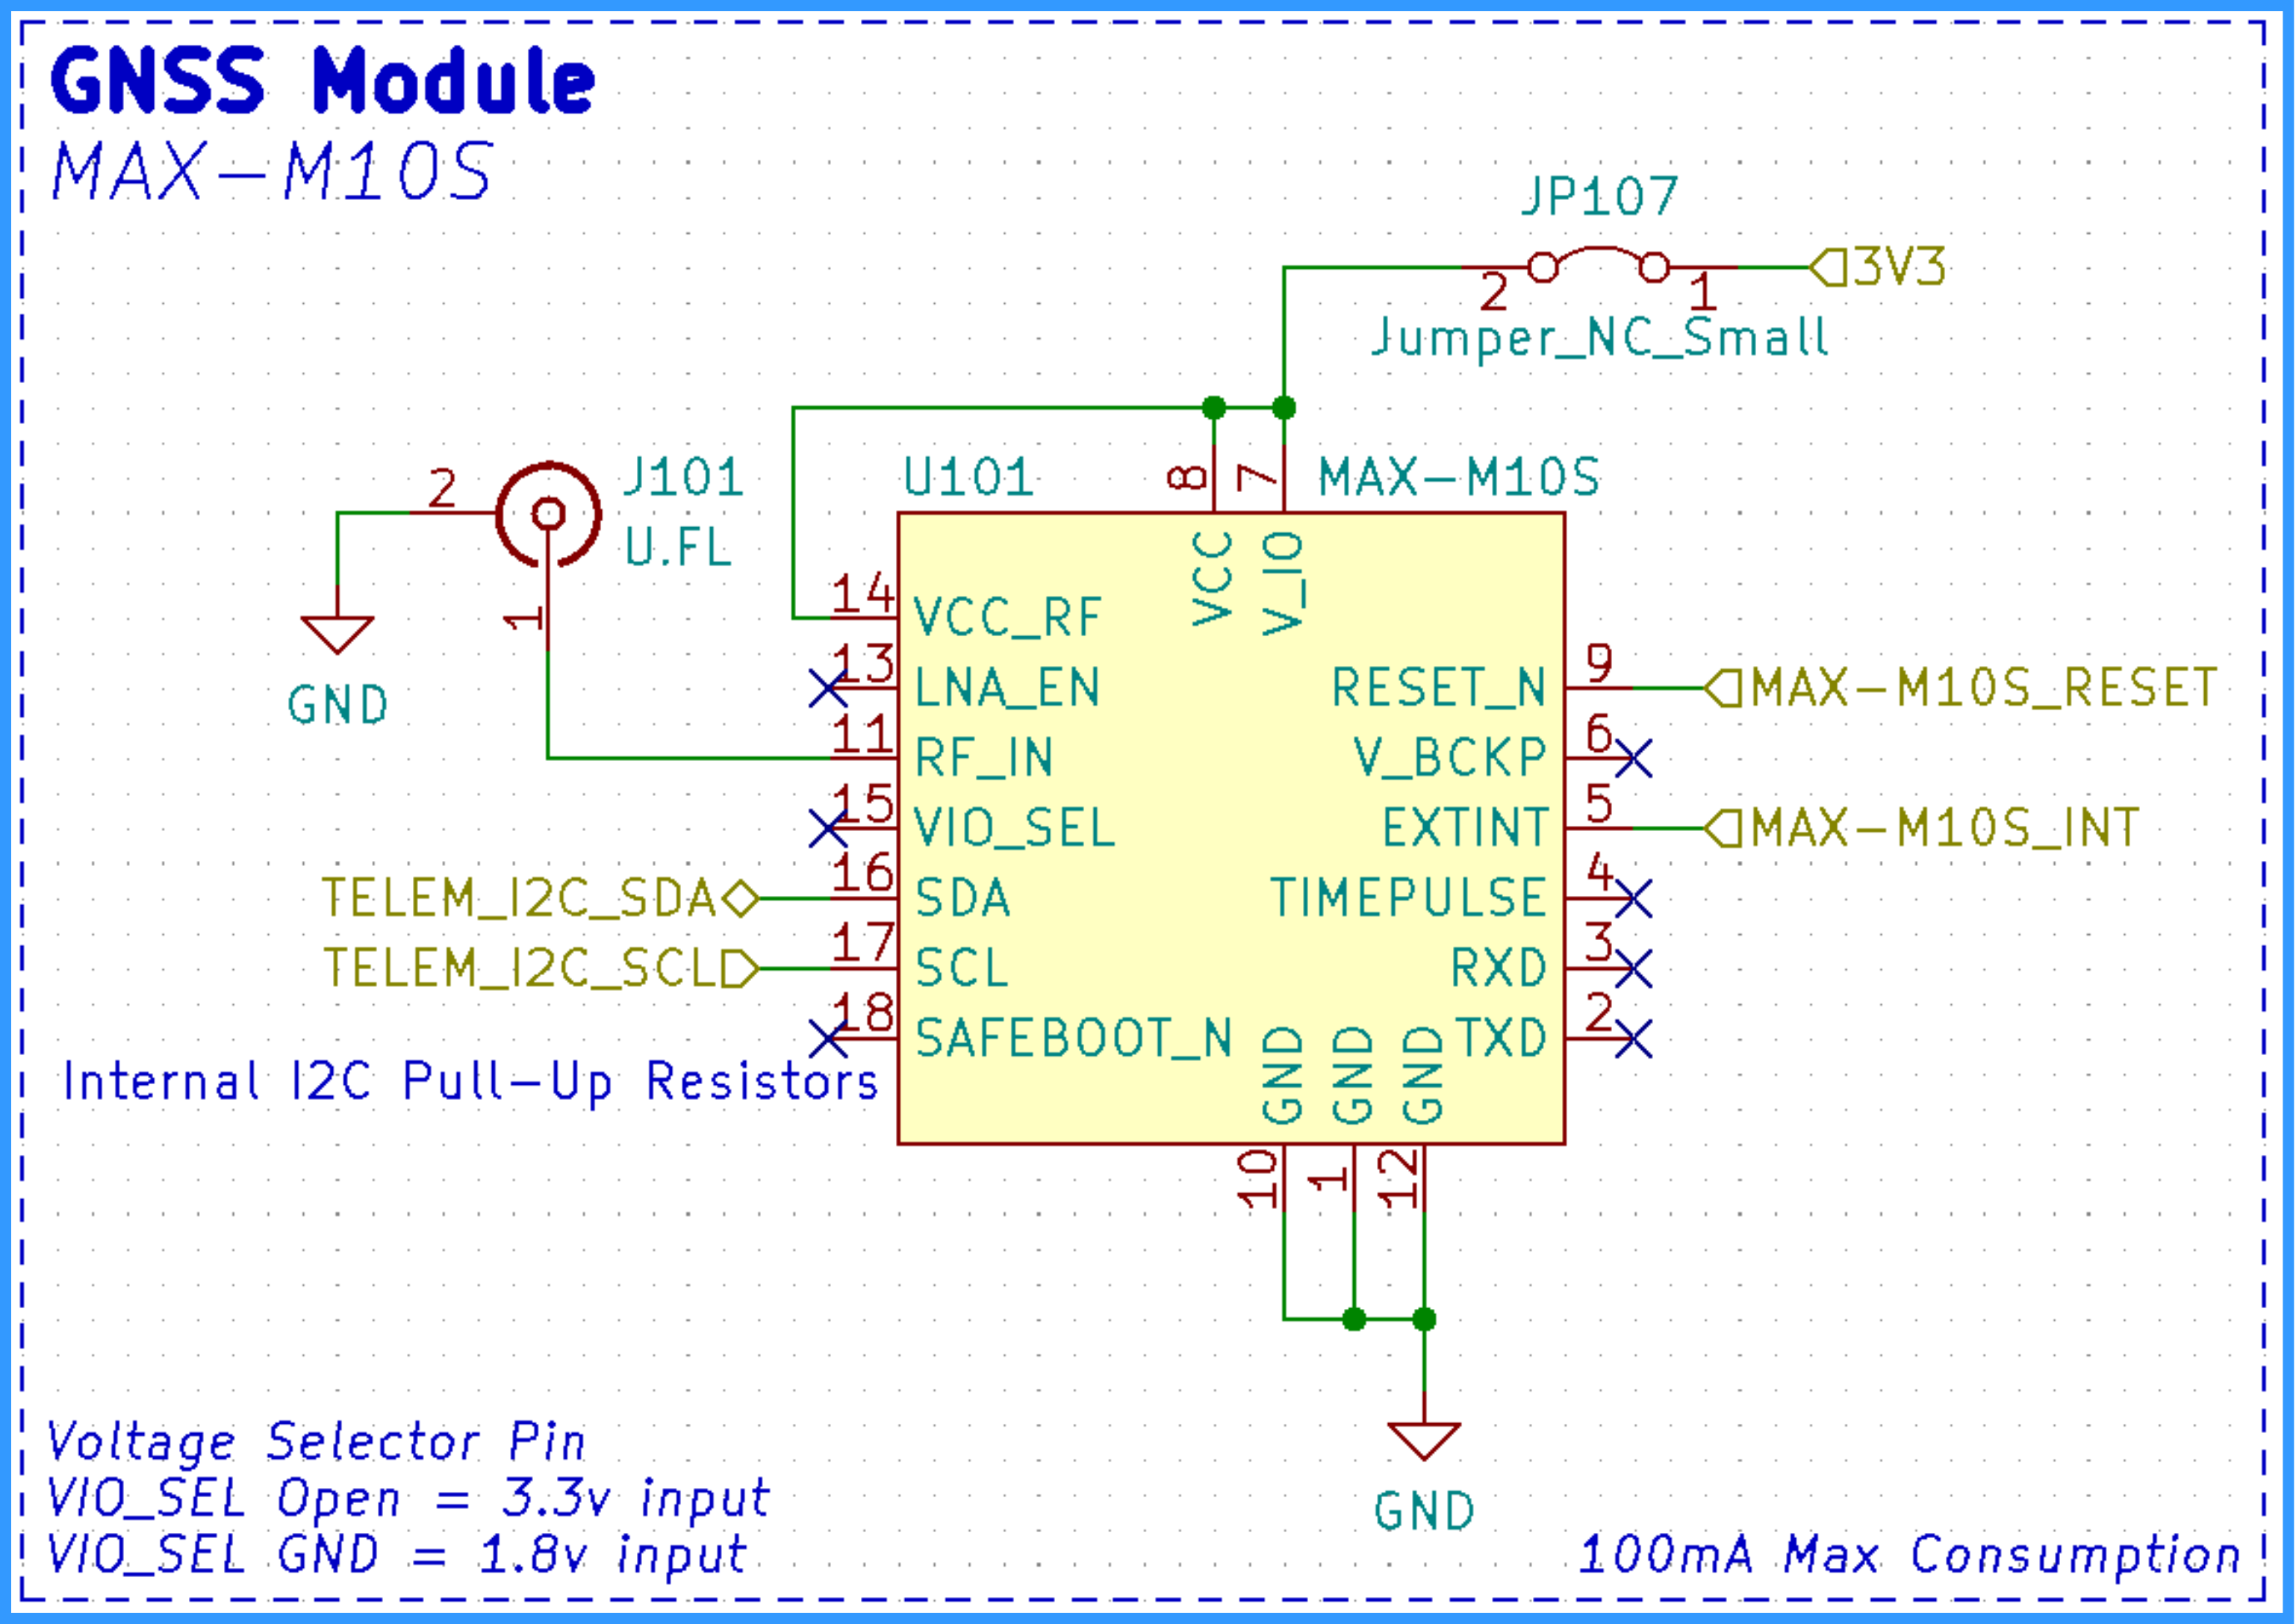 GNSS Module
MAX-M10S
JP107
3V3
2
1
Jumper_NC_Small
2
J101
U.FL
1
GND
U101
8
7
MAX-M10S
VCC
V_IO
14
VCC_RF
13
LNA_EN
11
RF_IN
15
VIO_SEL
TELEM_I2C_SDA
16
SDA
TELEM_I2C_SCL
17
SCL
18
SAFEBOOT_N
Internal I2C Pull-Up Resistors
RESET_N
9
MAX-M10S_RESET
V_BCKP
6
EXTINT
5
MAX-M10S_INT
TIMEPULSE
4
RXD
3
TXD
2
GND
GND
GND
10
1
12
GND
Voltage Selector Pin
VIO_SEL Open = 3.3v input
VIO_SEL GND = 1.8v input
100mA Max Consumption